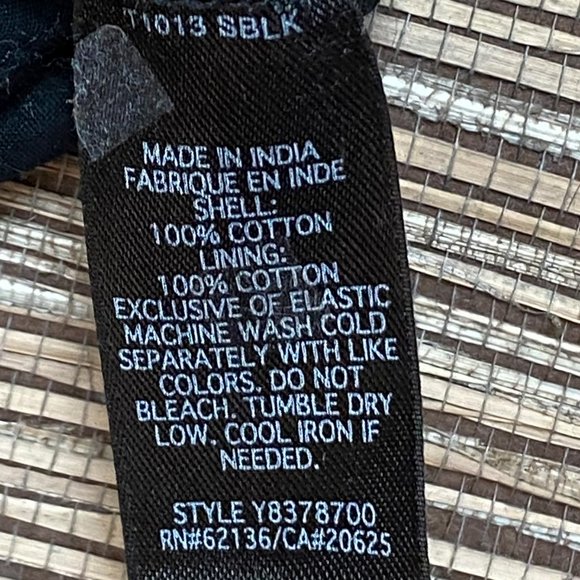 T1013 SBLK
MADE IN INDIA
FABRIQUE EN INDE
SHELL:
100% COTTON
LINING:
100% COTTON
EXCLUSIVE OF ELASTIC
MACHINE WASH COLD
SEPARATELY WITH LIKE
COLORS. DO NOT
BLEACH. TUMBLE DRY
LOW. COOL IRON IF
NEEDED.
STYLE Y8378700
RN#62136/CA#20625